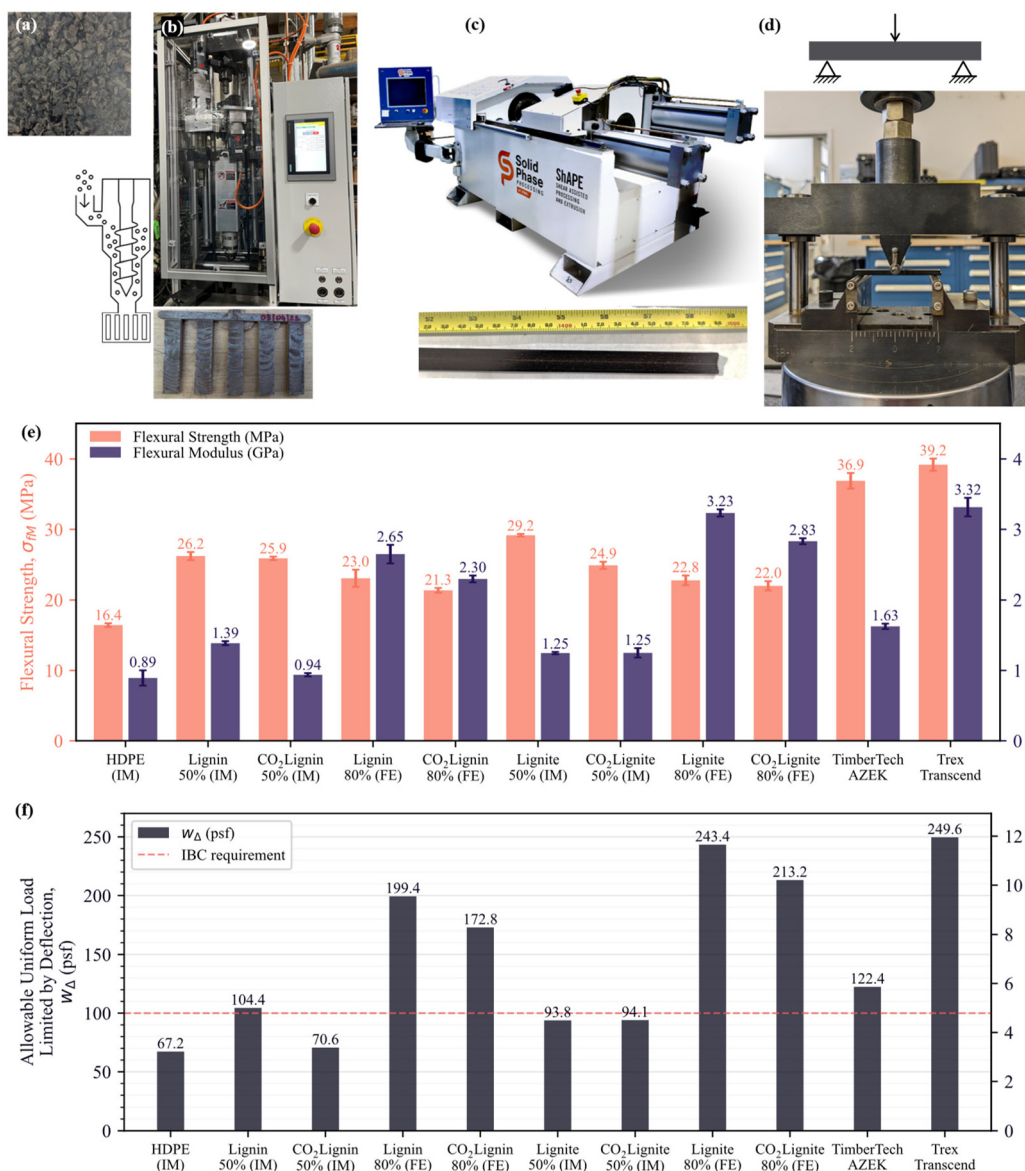 (a)
(b)
(c)
(d)
Solid
Phase
PROCESSING
ShAPE
SHEAR ASSISTED
PROCESSING
AND EXTRUSION
2 0 7
(e)
Flexural Strength (MPa)
Flexural Modulus (GPa)
Flexural Strength, σfM (MPa)
40
30
20
10
0
4
3
2
1
0
16.4
0.89
26.2
1.39
25.9
0.94
23.0
2.65
21.3
2.30
29.2
1.25
24.9
1.25
22.8
3.23
22.0
2.83
36.9
1.63
39.2
3.32
HDPE
(IM)
Lignin
50% (IM)
CO₂Lignin
50% (IM)
Lignin
80% (FE)
CO₂Lignin
80% (FE)
Lignite
50% (IM)
CO₂Lignite
50% (IM)
Lignite
80% (FE)
CO₂Lignite
80% (FE)
TimberTech
AZEK
Trex
Transcend
(f)
wΔ (psf)
IBC requirement
Allowable Uniform Load
Limited by Deflection,
wΔ (psf)
250
200
150
100
50
0
12
10
8
6
4
2
0
67.2
104.4
70.6
199.4
172.8
93.8
94.1
243.4
213.2
122.4
249.6
HDPE
(IM)
Lignin
50% (IM)
CO₂Lignin
50% (IM)
Lignin
80% (FE)
CO₂Lignin
80% (FE)
Lignite
50% (IM)
CO₂Lignite
50% (IM)
Lignite
80% (FE)
CO₂Lignite
80% (FE)
TimberTech
AZEK
Trex
Transcend